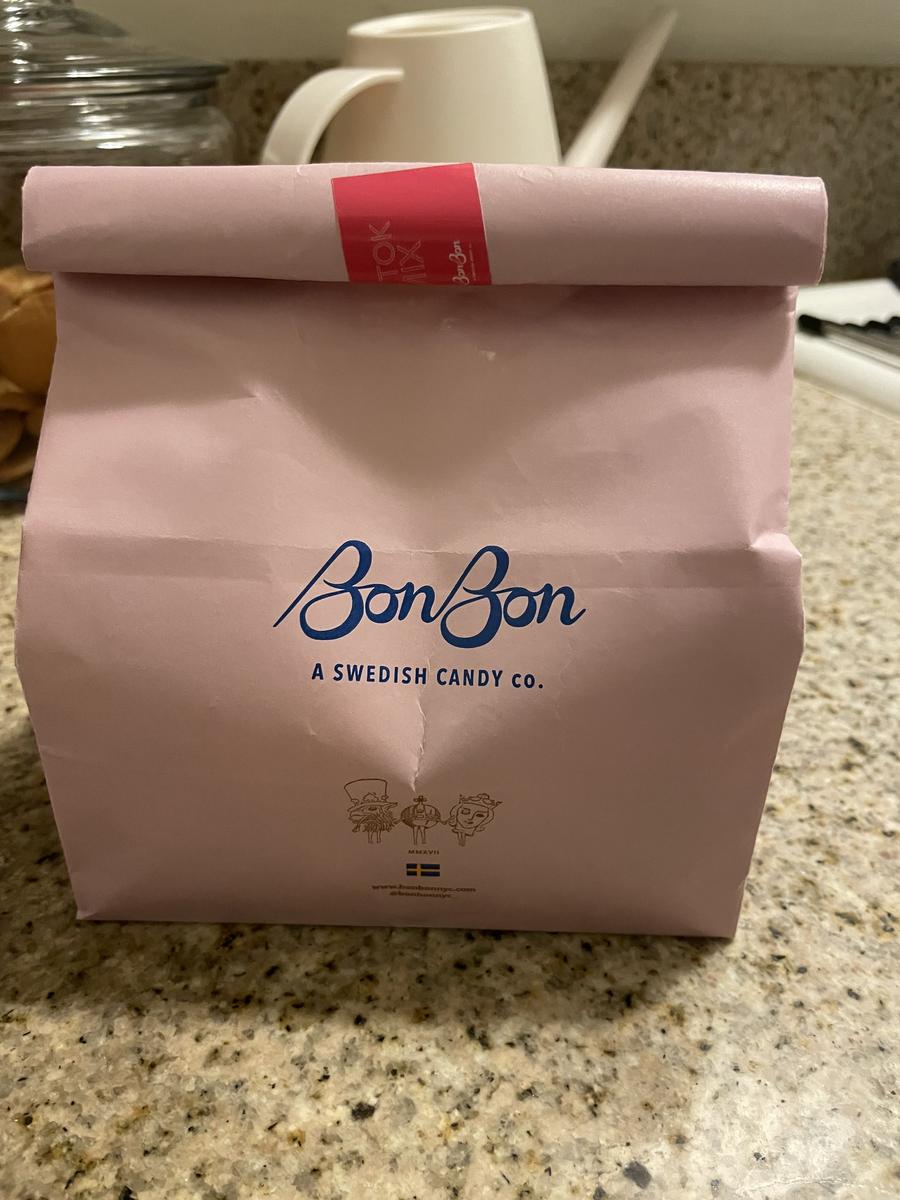 TOK
MIX
BonBon
BonBon
A SWEDISH CANDY CO.
MMXVII
www.bonbonnyc.com
@bonbonnyc